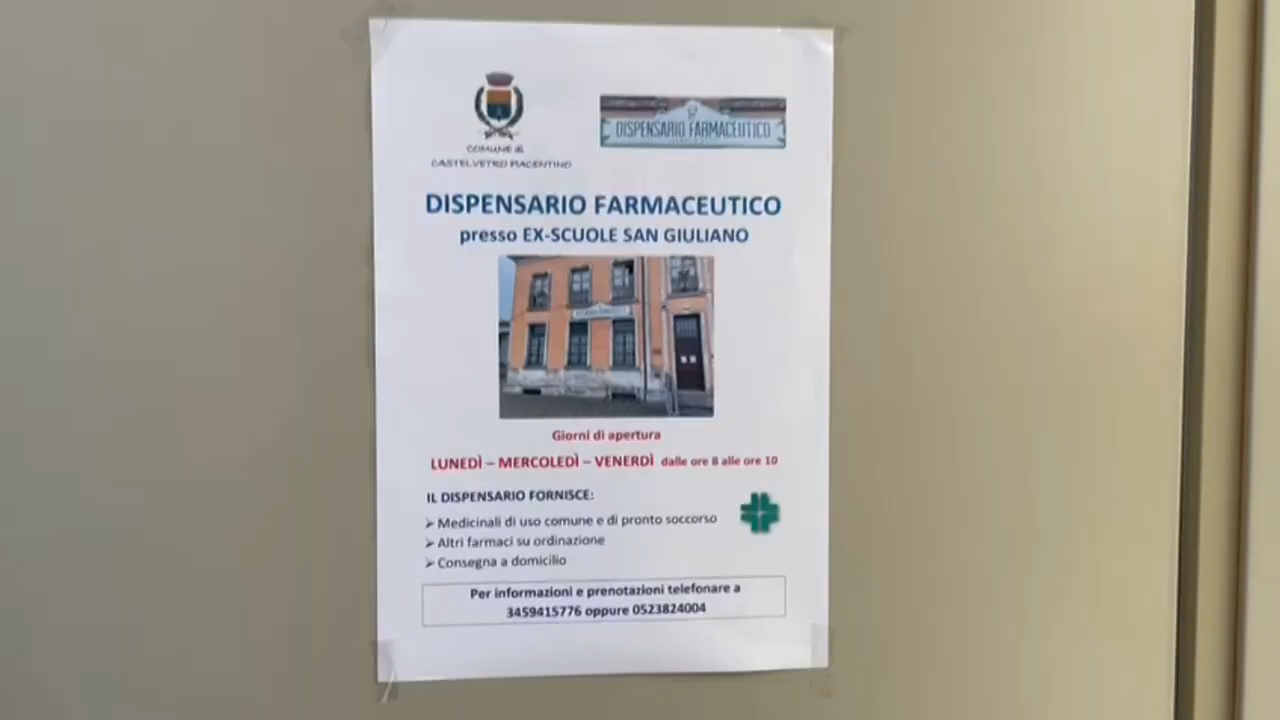 COMUNE di
CASTELVETRO PIACENTINO
DISPENSARIO FARMACEUTICO
DISPENSARIO FARMACEUTICO
presso EX-SCUOLE SAN GIULIANO
Giorni di apertura
LUNEDÌ – MERCOLEDÌ – VENERDÌ dalle ore 8 alle ore 10
IL DISPENSARIO FORNISCE:
➢ Medicinali di uso comune e di pronto soccorso
➢ Altri farmaci su ordinazione
➢ Consegna a domicilio
Per informazioni e prenotazioni telefonare a
3459415776 oppure 0523824004